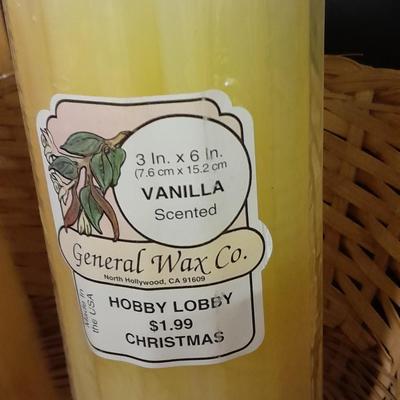 3 In. x 6 In.
(7.6 cm x 15.2 cm
VANILLA
Scented
General Wax Co.
North Hollywood, CA 91609
Made in
the USA
HOBBY LOBBY
$1.99
CHRISTMAS